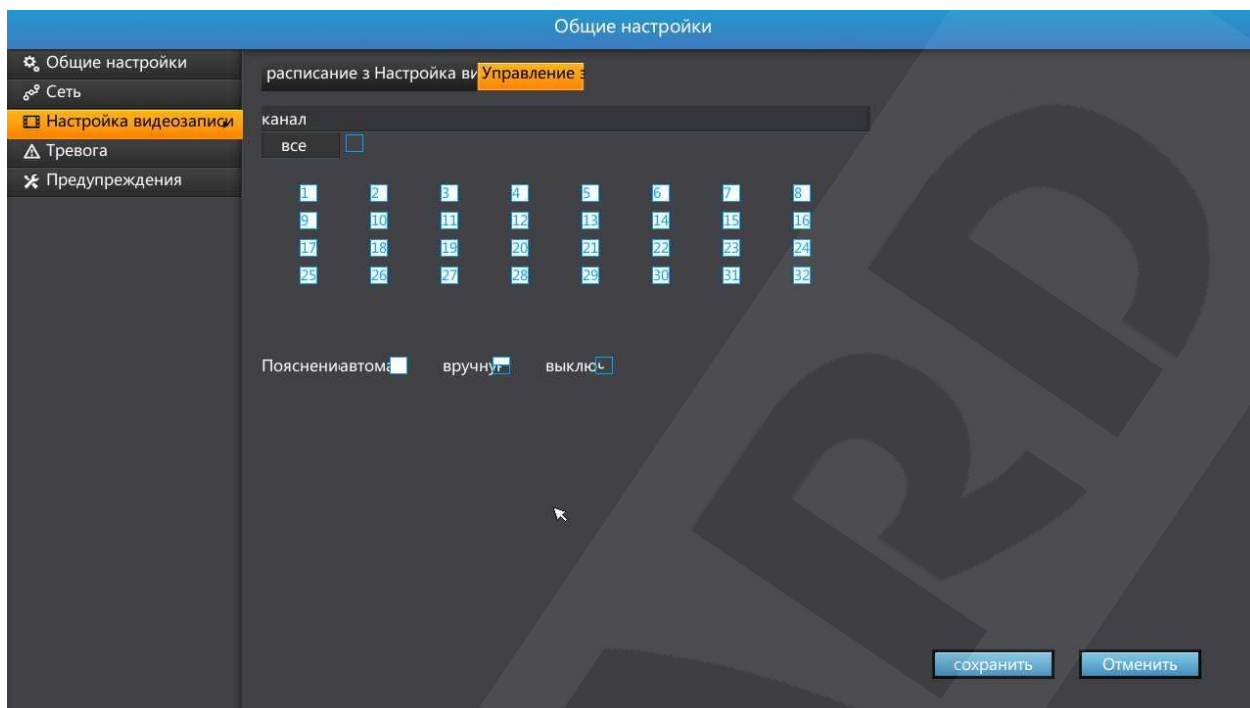 Общие настройки
Общие настройки
Сеть
Настройка видеозаписи
Тревога
Предупреждения
расписание з Настройка ви Управление з
канал
все
1 2 3 4 5 6 7 8
9 10 11 12 13 14 15 16
17 18 19 20 21 22 23 24
25 26 27 28 29 30 31 32
Пояснени автома вручну выклю
сохранить Отменить